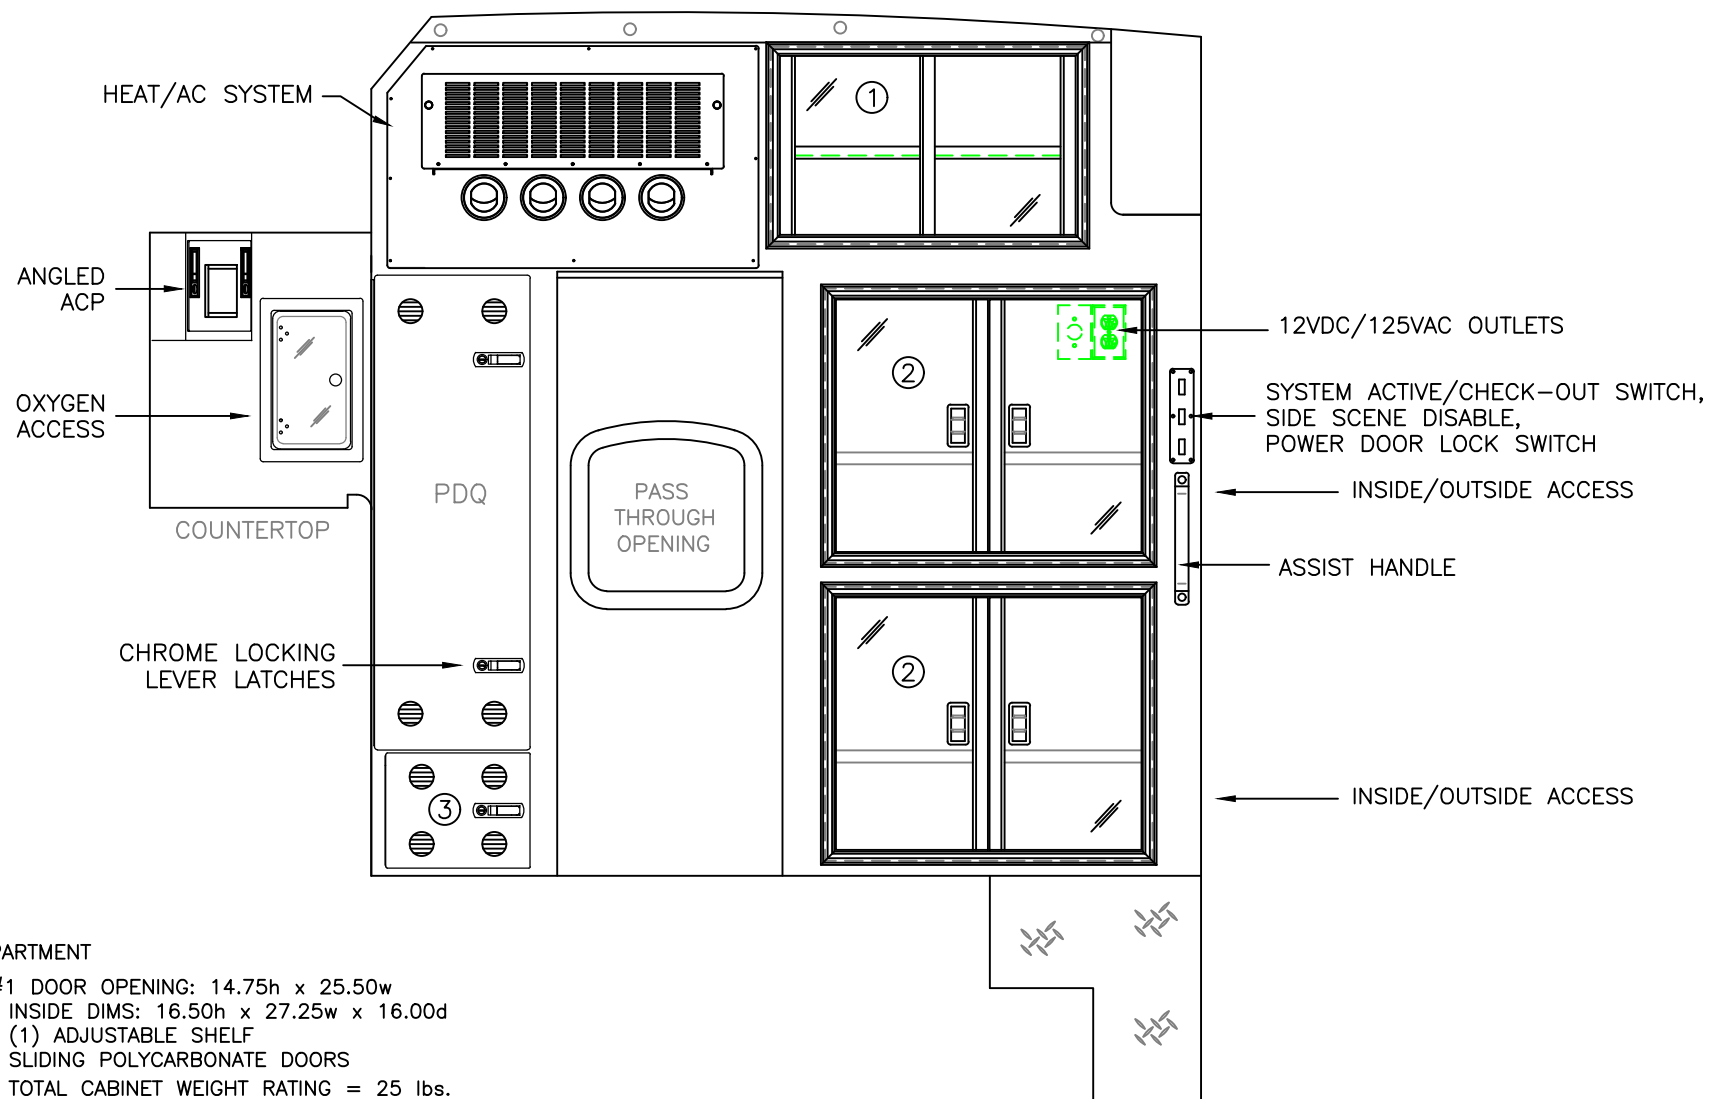 HEAT/AC SYSTEM
1
ANGLED
ACP
12VDC/125VAC OUTLETS
2
SYSTEM ACTIVE/CHECK-OUT SWITCH,
SIDE SCENE DISABLE,
POWER DOOR LOCK SWITCH
OXYGEN
ACCESS
PDQ
PASS
THROUGH
OPENING
INSIDE/OUTSIDE ACCESS
COUNTERTOP
ASSIST HANDLE
CHROME LOCKING
LEVER LATCHES
2
3
INSIDE/OUTSIDE ACCESS
PARTMENT
#1 DOOR OPENING: 14.75h x 25.50w
INSIDE DIMS: 16.50h x 27.25w x 16.00d
(1) ADJUSTABLE SHELF
SLIDING POLYCARBONATE DOORS
TOTAL CABINET WEIGHT RATING = 25 lbs.